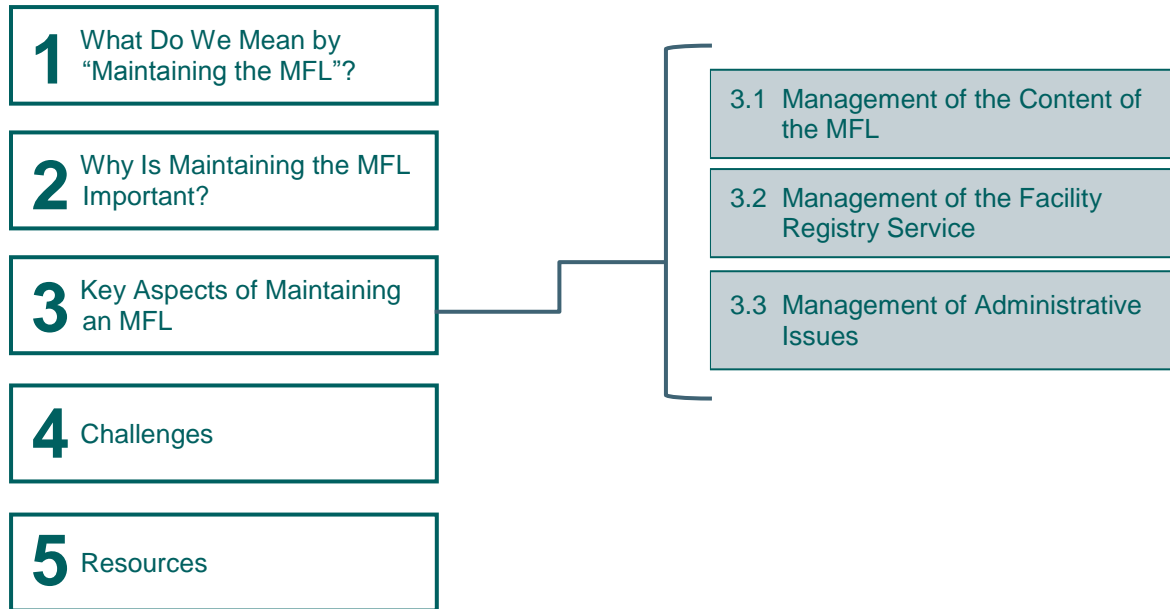 1 What Do We Mean by
“Maintaining the MFL”?
2 Why Is Maintaining the MFL
Important?
3 Key Aspects of Maintaining
an MFL
4 Challenges
5 Resources
3.1 Management of the Content of
the MFL
3.2 Management of the Facility
Registry Service
3.3 Management of Administrative
Issues